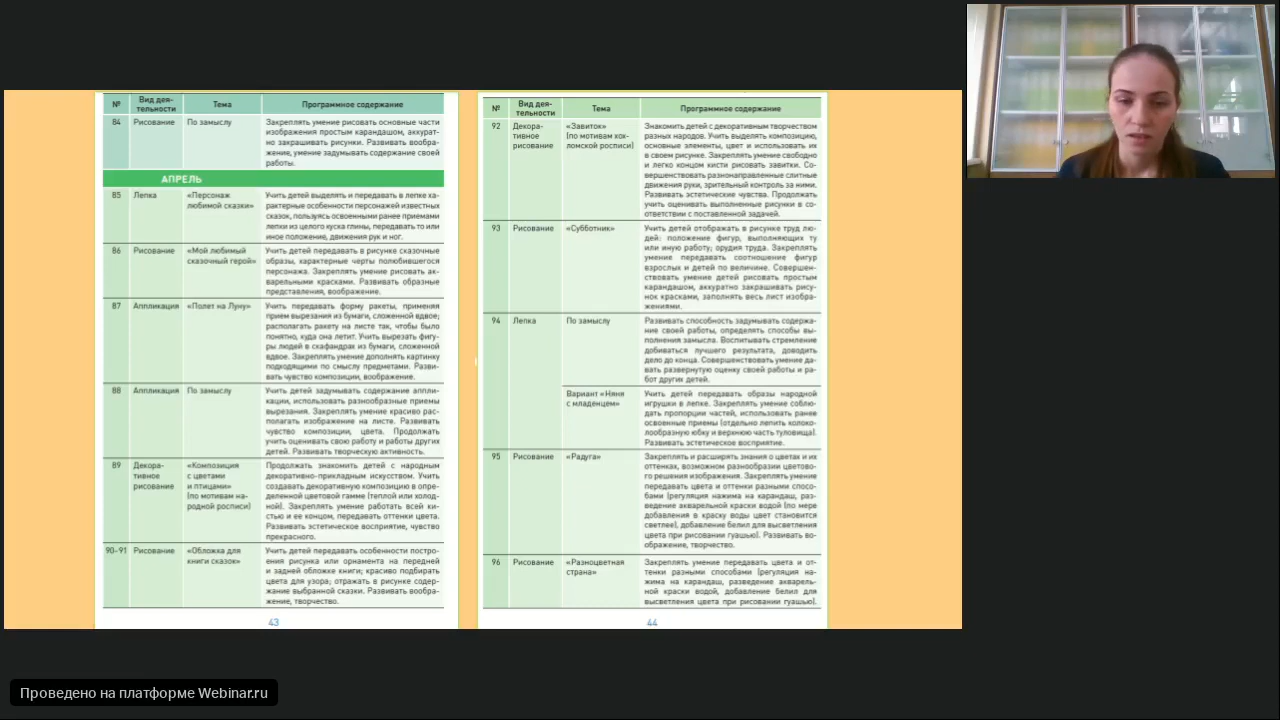 № Вид дея- Тема Программное содержание
тельности
84 Рисование По замыслу Закреплять умение рисовать основные части
изображения простым карандашом, аккурат-
но закрашивать рисунки. Развивать вообра-
жение, умение задумывать содержание своей
работы.
АПРЕЛЬ
85 Лепка «Персонаж Учить детей выделять и передавать в лепке ха-
любимой сказки» рактерные особенности персонажей известных
сказок, пользуясь освоенными ранее приемами
лепки из целого куска глины, передавать то или
иное положение, движения рук и ног.
86 Рисование «Мой любимый Учить детей передавать в рисунке сказочные
сказочный герой» образы, характерные черты полюбившегося
персонажа. Закреплять умение рисовать ак-
варельными красками. Развивать образные
представления, воображение.
87 Аппликация «Полет на Луну» Учить передавать форму ракеты, применяя
прием вырезания из бумаги, сложенной вдвое;
располагать ракету на листе так, чтобы было
понятно, куда она летит. Учить вырезать фигу-
ры людей в скафандрах из бумаги, сложенной
вдвое. Закреплять умение дополнять картинку
подходящими по смыслу предметами. Разви-
вать чувство композиции, воображение.
88 Аппликация По замыслу Учить детей задумывать содержание аппли-
кации, использовать разнообразные приемы
вырезания. Закреплять умение красиво рас-
полагать изображение на листе. Развивать
чувство композиции, цвета. Продолжать
учить оценивать свою работу и работы других
детей. Развивать творческую активность.
89 Декора- «Композиция Продолжать знакомить детей с народным
тивное с цветами декоративно-прикладным искусством. Учить
рисование и птицами» создавать декоративную композицию в опре-
(по мотивам на- деленной цветовой гамме (теплой или холод-
родной росписи) ной). Закреплять умение работать всей ки-
стью и ее концом, передавать оттенки цвета.
Развивать эстетическое восприятие, чувство
прекрасного.
90–91 Рисование «Обложка для Учить детей передавать особенности постро-
книги сказок» ения рисунка или орнамента на передней
и задней обложке книги; красиво подбирать
цвета для узора; отражать в рисунке содер-
жание выбранной сказки. Развивать вообра-
жение, творчество.
43
№ Вид дея- Тема Программное содержание
тельности
92 Декора- «Завиток» Знакомить детей с декоративным творчеством
тивное (по мотивам хох- разных народов. Учить выделять композицию,
рисование ломской росписи) основные элементы, цвет и использовать их
в своем рисунке. Закреплять умение свободно
и легко концом кисти рисовать завитки. Со-
вершенствовать разнонаправленные слитные
движения руки, зрительный контроль за ними.
Развивать эстетические чувства. Продолжать
учить оценивать выполненные рисунки в со-
ответствии с поставленной задачей.
93 Рисование «Субботник» Учить детей отображать в рисунке труд лю-
дей: положение фигур, выполняющих ту
или иную работу; орудия труда. Закреплять
умение передавать соотношение фигур
взрослых и детей по величине. Совершен-
ствовать умение детей рисовать простым
карандашом, аккуратно закрашивать рису-
нок красками, заполнять весь лист изобра-
жениями.
94 Лепка По замыслу Развивать способность задумывать содержа-
ние своей работы, определять способы вы-
полнения замысла. Воспитывать стремление
добиваться лучшего результата, доводить
дело до конца. Совершенствовать умение да-
вать развернутую оценку своей работы и ра-
бот других детей.
Вариант «Няня Учить детей передавать образы народной
с младенцем» игрушки в лепке. Закреплять умение соблю-
дать пропорции частей, использовать ранее
освоенные приемы (отдельно лепить колоко-
лообразную юбку и верхнюю часть туловища).
Развивать эстетическое восприятие.
95 Рисование «Радуга» Закреплять и расширять знания о цветах и их
оттенках, возможном разнообразии цветово-
го решения изображения. Закреплять умение
передавать цвета и оттенки разными спосо-
бами (регуляция нажима на карандаш, раз-
ведение акварельной краски водой (по мере
добавления в краску воды цвет становится
светлее), добавление белил для высветления
цвета при рисовании гуашью). Развивать во-
ображение, творчество.
96 Рисование «Разноцветная Закреплять умение передавать цвета и от-
страна» тенки разными способами (регуляция на-
жима на карандаш, разведение акварель-
ной краски водой, добавление белил для
высветления цвета при рисовании гуашью).
44
Проведено на платформе Webinar.ru